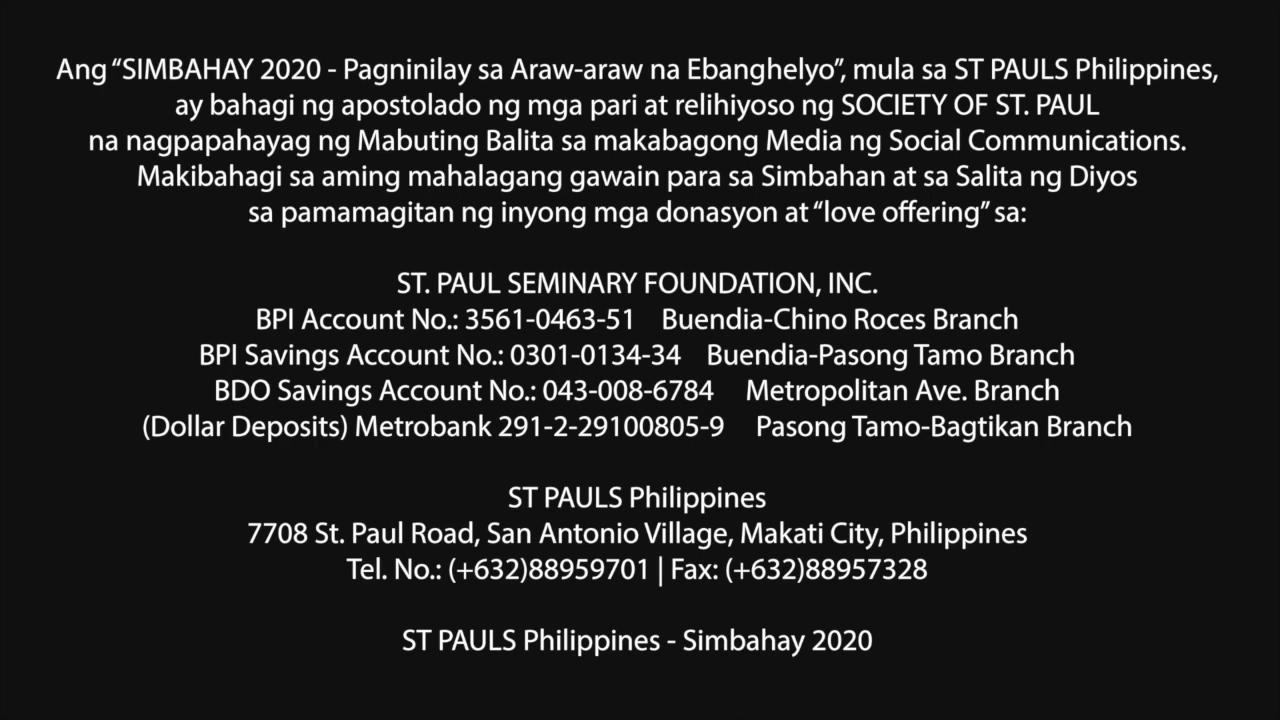 Ang “SIMBAHAY 2020 - Pagninilay sa Araw-araw na Ebanghelyo”, mula sa ST PAULS Philippines,
ay bahagi ng apostolado ng mga pari at relihiyoso ng SOCIETY OF ST. PAUL
na nagpapahayag ng Mabuting Balita sa makabagong Media ng Social Communications.
Makibahagi sa aming mahalagang gawain para sa Simbahan at sa Salita ng Diyos
sa pamamagitan ng inyong mga donasyon at “love offering” sa:
ST. PAUL SEMINARY FOUNDATION, INC.
BPI Account No.: 3561-0463-51 Buendia-Chino Roces Branch
BPI Savings Account No.: 0301-0134-34 Buendia-Pasong Tamo Branch
BDO Savings Account No.: 043-008-6784 Metropolitan Ave. Branch
(Dollar Deposits) Metrobank 291-2-29100805-9 Pasong Tamo-Bagtikan Branch
ST PAULS Philippines
7708 St. Paul Road, San Antonio Village, Makati City, Philippines
Tel. No.: (+632)88959701 | Fax: (+632)88957328
ST PAULS Philippines - Simbahay 2020